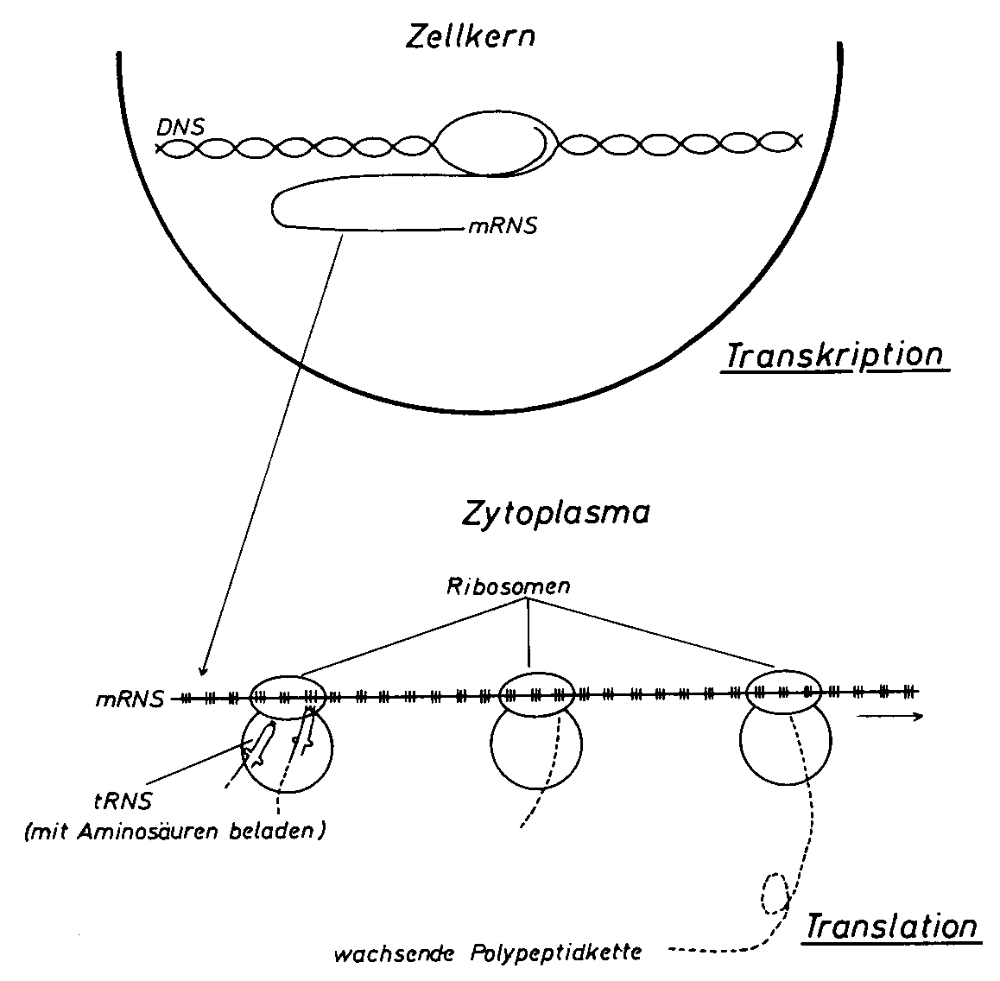 Zellkern
DNS
mRNS
Transkription
Zytoplasma
Ribosomen
mRNS
tRNS
(mit Aminosäuren beladen)
Translation
wachsende Polypeptidkette